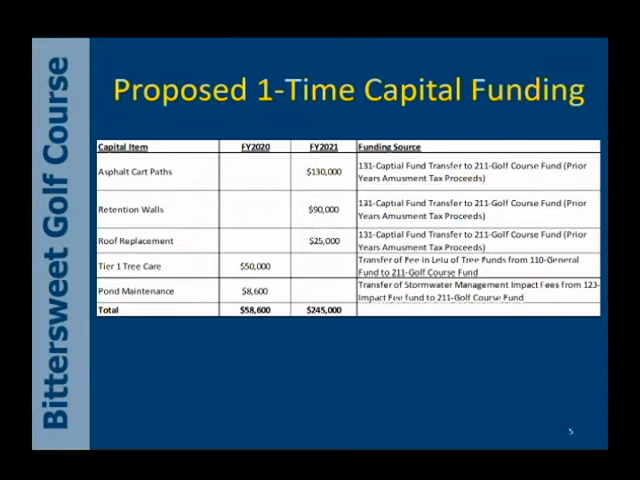 Bittersweet Golf Course
Proposed 1-Time Capital Funding
Capital Item FY2020 FY2021 Funding Source
Asphalt Cart Paths $130,000 131-Captial Fund Transfer to 211-Golf Course Fund (Prior
Years Amusment Tax Proceeds)
Retention Walls $90,000 131-Captial Fund Transfer to 211-Golf Course Fund (Prior
Years Amusment Tax Proceeds)
Roof Replacement $25,000 131-Captial Fund Transfer to 211-Golf Course Fund (Prior
Years Amusment Tax Proceeds)
Tier 1 Tree Care $50,000 Transfer of Fee in Leiu of Tree Funds from 110-General
Fund to 211-Golf Course Fund
Pond Maintenance $8,600 Transfer of Stormwater Management Impact Fees from 123-
Impact Fee fund to 211-Golf Course Fund
Total $58,600 $245,000
5